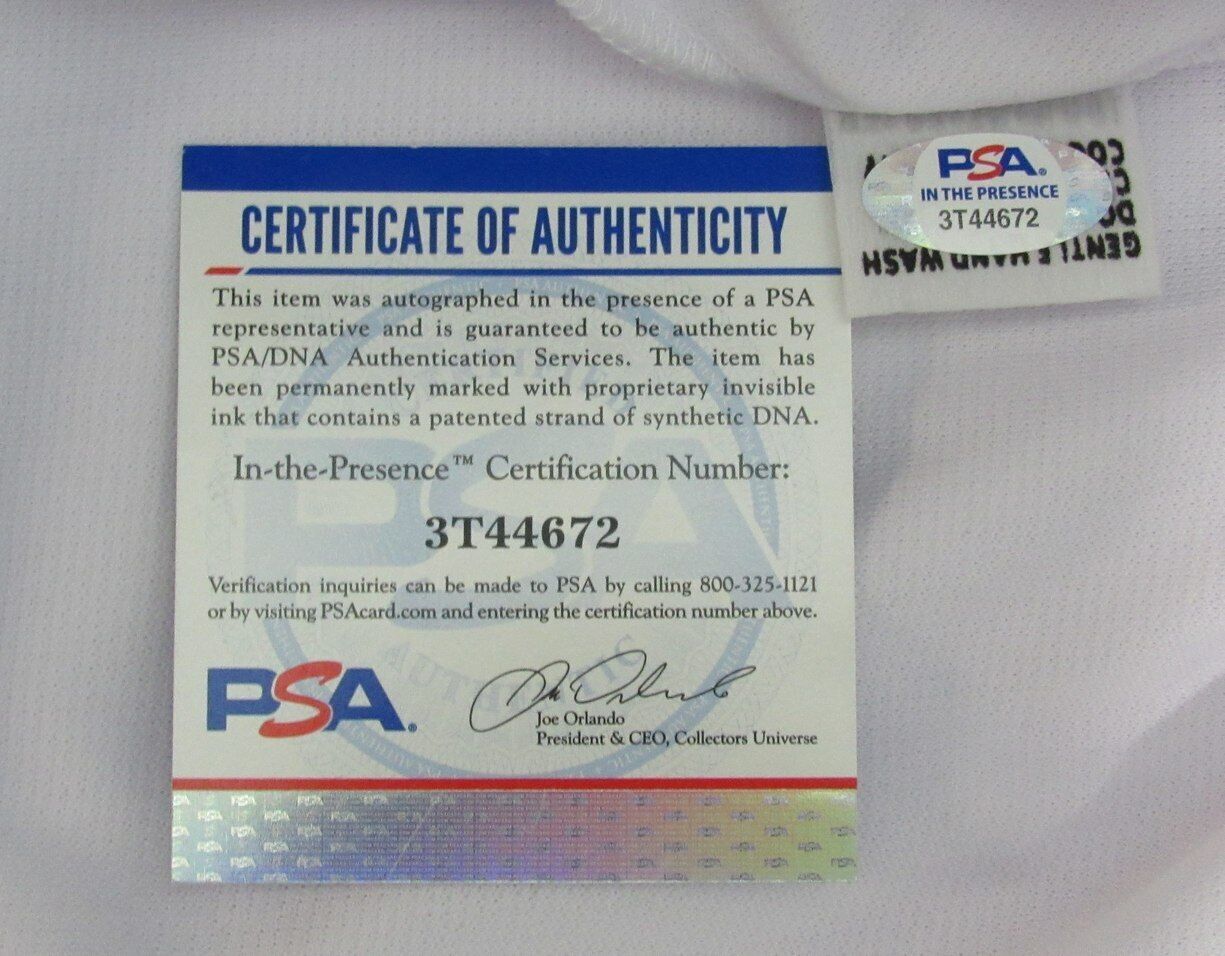 CERTIFICATE OF AUTHENTICITY
This item was autographed in the presence of a PSA
representative and is guaranteed to be authentic by
PSA/DNA Authentication Services. The item has
been permanently marked with proprietary invisible
ink that contains a patented strand of synthetic DNA.
In-the-Presence™ Certification Number:
3T44672
Verification inquiries can be made to PSA by calling 800-325-1121
or by visiting PSAcard.com and entering the certification number above.
PSA®
Joe Orlando
President & CEO, Collectors Universe
PSA®
IN THE PRESENCE
3T44672
GENTLE HAND WASH